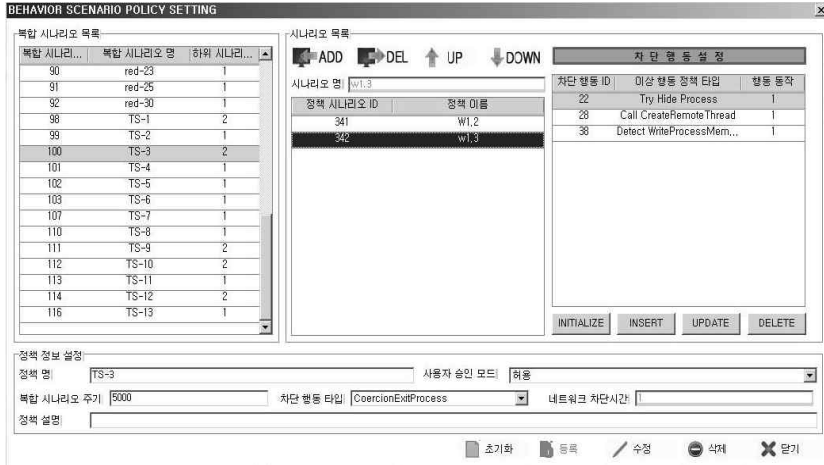 BEHAVIOR SCENARIO POLICY SETTING
복합 시나리오 목록
복합 시나리... 복합 시나리오 명 하위 시나리...
90 red-23 1
91 red-25 1
92 red-30 1
98 TS-1 2
99 TS-2 1
100 TS-3 2
101 TS-4 1
102 TS-5 1
103 TS-6 1
107 TS-7 1
110 TS-8 1
111 TS-9 2
112 TS-10 2
113 TS-11 1
114 TS-12 2
116 TS-13 1
시나리오 목록
ADD DEL UP DOWN
시나리오 명 w1.3
정책 시나리오 ID 정책 이름
341 W1.2
342 w1.3
차 단 행 동 설 정
차단 행동 ID 이상 행동 정책 타입 행동 동작
22 Try Hide Process 1
28 Call CreateRemoteThread 1
38 Detect WriteProcessMem... 1
INITIALIZE INSERT UPDATE DELETE
정책 정보 설정
정책 명 TS-3 사용자 승인 모드 허용
복합 시나리오 주기 5000 차단 행동 타입 CoercionExitProcess 네트워크 차단시간 1
정책 설명
초기화 등록 수정 삭제 닫기